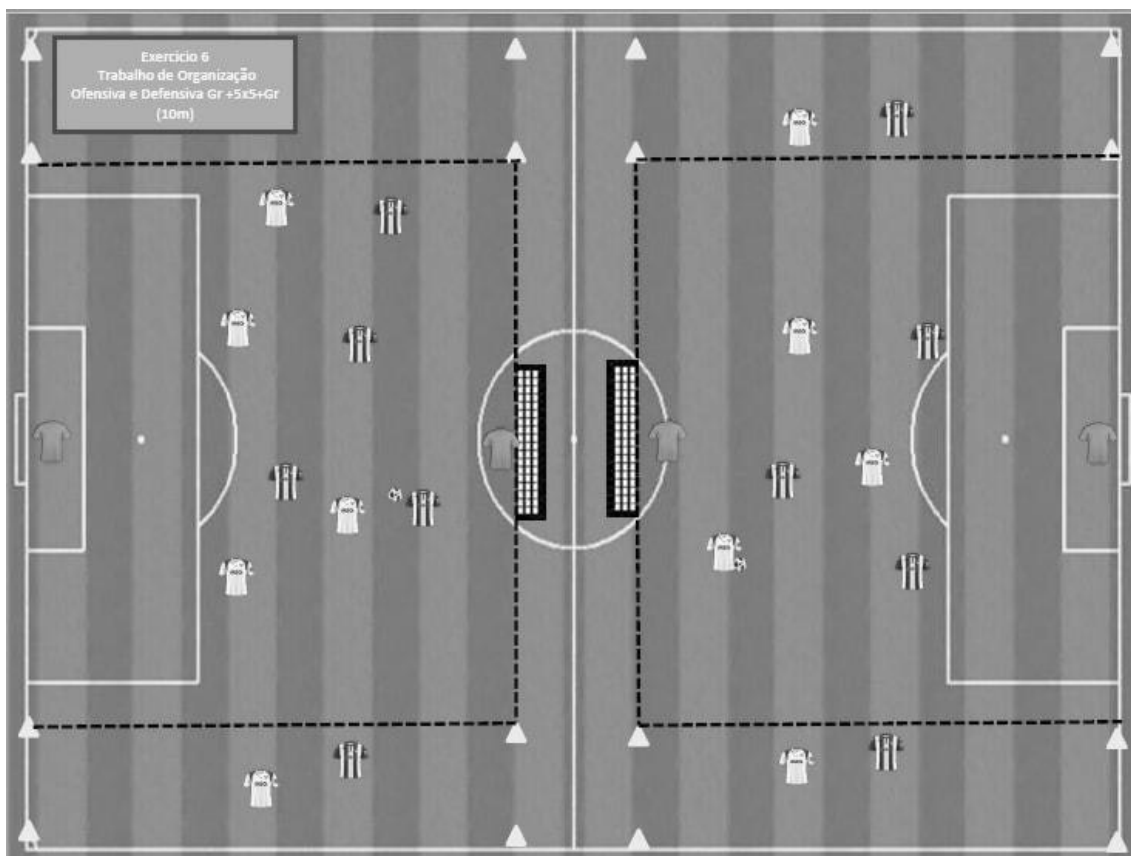 Exercicio 6
Trabalho de Organização
Ofensiva e Defensiva Gr +5x5+Gr
(10m)